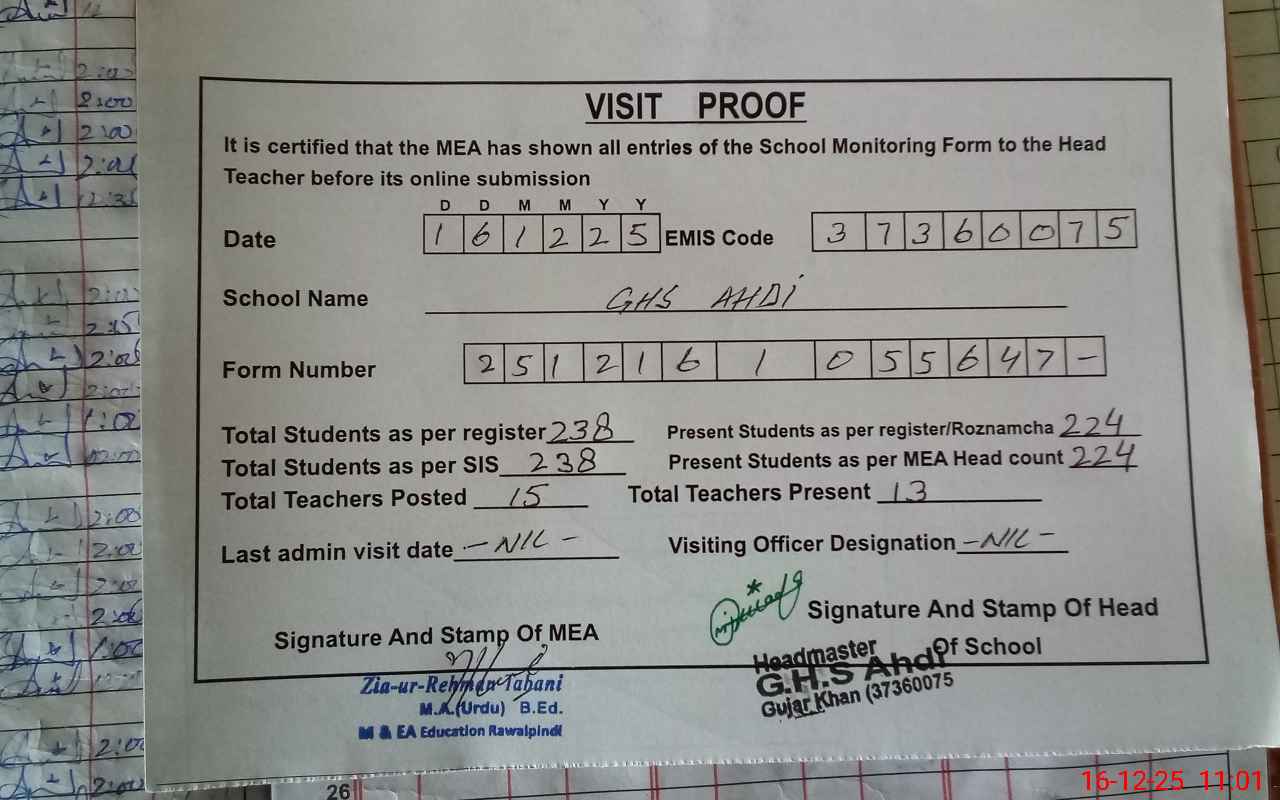 VISIT PROOF
It is certified that the MEA has shown all entries of the School Monitoring Form to the Head
Teacher before its online submission
D D M M Y Y
Date 1 6 1 2 2 5 EMIS Code 3 7 3 6 0 0 7 5
School Name GHS AHDi
Form Number 2 5 1 2 1 6 1 0 5 5 6 4 7 -
Total Students as per register 238 Present Students as per register/Roznamcha 224
Total Students as per SIS 238 Present Students as per MEA Head count 224
Total Teachers Posted 15 Total Teachers Present 13
Last admin visit date - NIL - Visiting Officer Designation - NIL -
Signature And Stamp Of MEA
Signature And Stamp Of Head
Of School
Zia-ur-Rehman Tabani
M.A.(Urdu) B.Ed.
M & EA Education Rawalpindi
Headmaster
G.H.S Ahdi
Gujar Khan (37360075
26
16-12-25 11:01